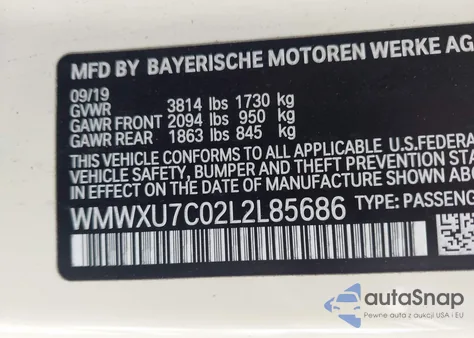 MFD BY BAYERISCHE MOTOREN WERKE AG
09/19
GVWR 3814 lbs 1730 kg
GAWR FRONT 2094 lbs 950 kg
GAWR REAR 1863 lbs 845 kg
THIS VEHICLE CONFORMS TO ALL APPLICABLE U.S. FEDERA
VEHICLE SAFETY, BUMPER AND THEFT PREVENTION STA
IN EFFECT ON THE DATE OF MANUFACTURE SHOWN AB
WMWXU7C02L2L85686 TYPE: PASSENG
autoSnap
Pewne auta z aukcji USA i EU